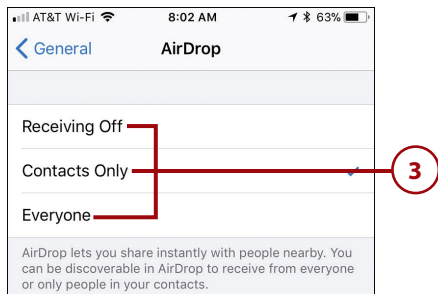 AT&T Wi-Fi 8:02 AM 63%
General AirDrop
Receiving Off
Contacts Only
3
Everyone
AirDrop lets you share instantly with people nearby. You
can be discoverable in AirDrop to receive from everyone
or only people in your contacts.